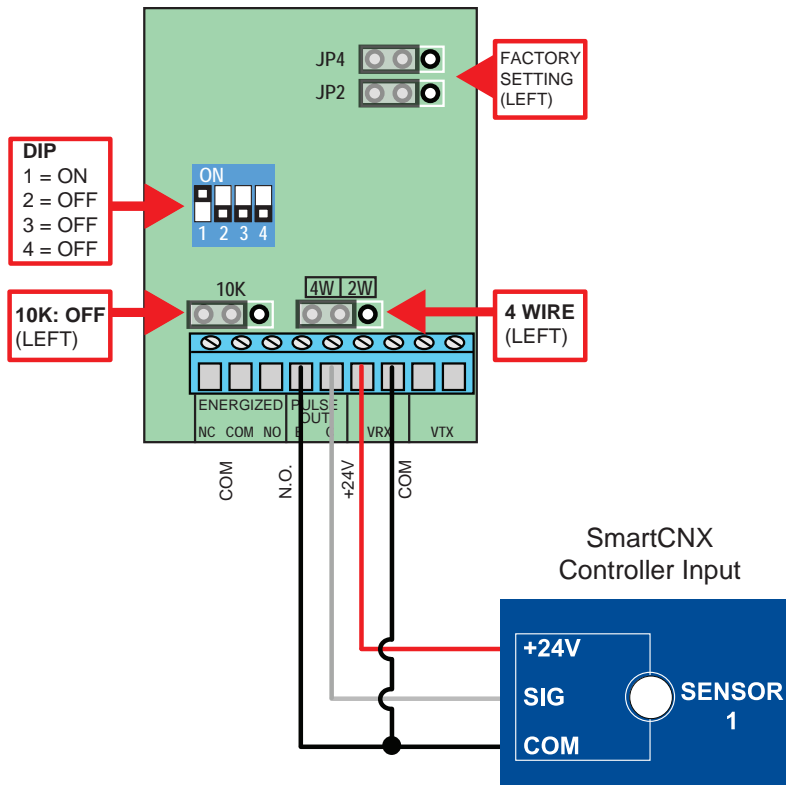 JP4
JP2
FACTORY
SETTING
(LEFT)
DIP
1 = ON
2 = OFF
3 = OFF
4 = OFF
ON
1 2 3 4
10K: OFF
(LEFT)
10K
4W 2W
4 WIRE
(LEFT)
ENERGIZED
PULSE
OUT
NC COM NO E C VRX VTX
COM
N.O.
+24V
COM
SmartCNX
Controller Input
+24V
SIG
COM
SENSOR
1